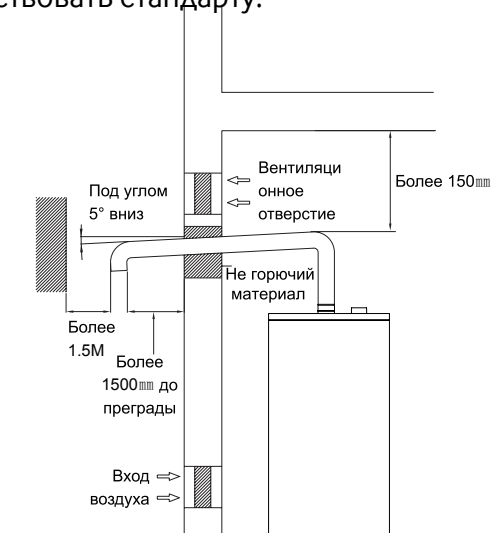 ствовать стандарту.
Вентиляци
онное
отверстие
Более 150㎜
Под углом
5° вниз
Не горючий
материал
Более
1.5М
Более
1500㎜ до
преграды
Вход
воздуха